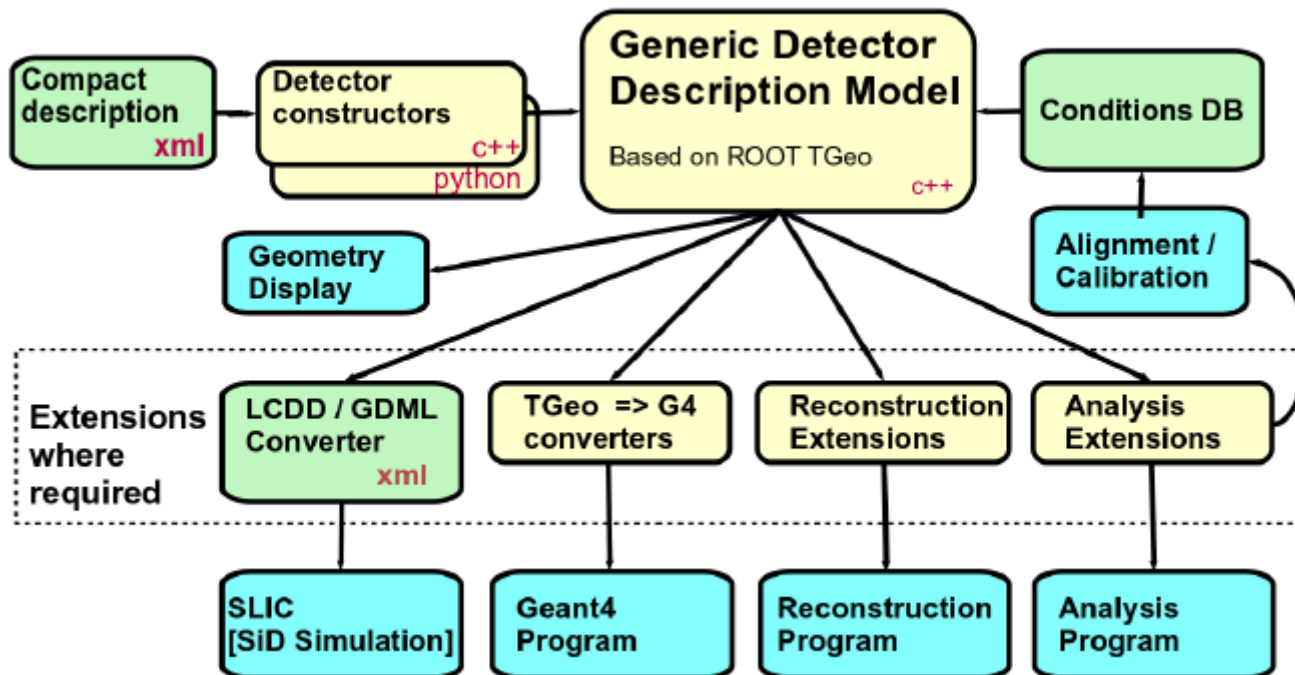 Generic Detector
Description Model
Based on ROOT TGeo
c++
Compact
description
xml
Detector
constructors
c++
python
Conditions DB
Geometry
Display
Alignment /
Calibration
Extensions
where
required
LCDD / GDML
Converter
xml
TGeo => G4
converters
Reconstruction
Extensions
Analysis
Extensions
SLIC
[SiD Simulation]
Geant4
Program
Reconstruction
Program
Analysis
Program